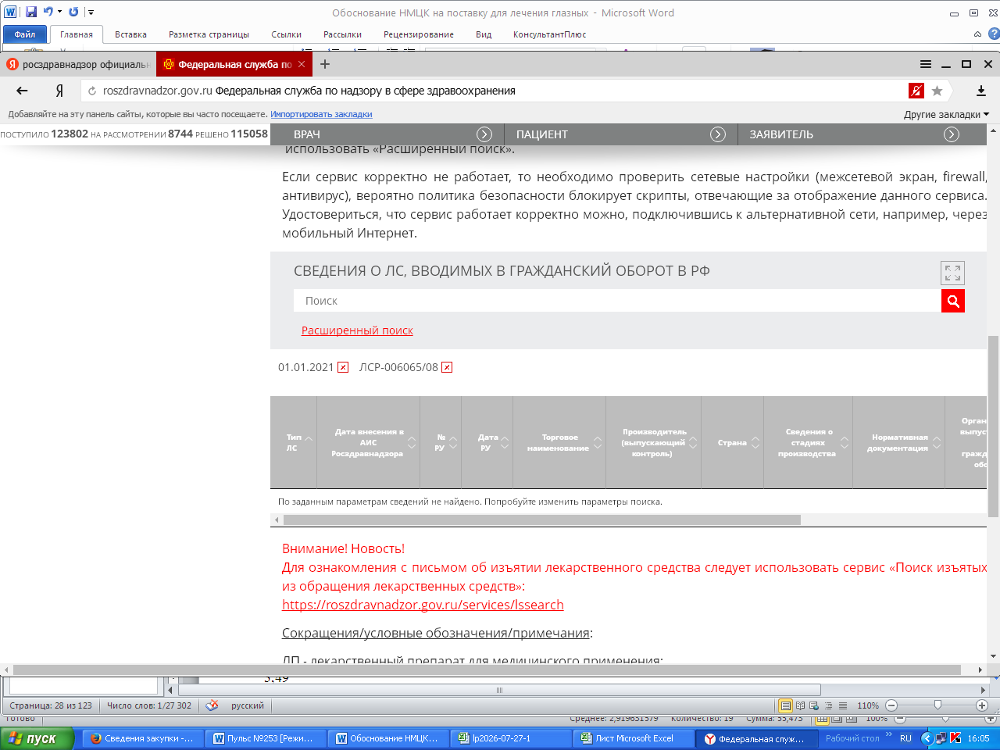 Обоснование НМЦК на поставку для лечения глазных - Microsoft Word
Файл Главная Вставка Разметка страницы Ссылки Рассылки Рецензирование Вид КонсультантПлюс
росздравнадзор официальн Федеральная служба по
roszdravnadzor.gov.ru Федеральная служба по надзору в сфере здравоохранения
Добавляйте на эту панель сайты, которые вы часто посещаете. Импортировать закладки Другие закладки
ПОСТУПИЛО 123802 НА РАССМОТРЕНИИ 8744 РЕШЕНО 115058 ВРАЧ ПАЦИЕНТ ЗАЯВИТЕЛЬ
использовать «Расширенный поиск».
Если сервис корректно не работает, то необходимо проверить сетевые настройки (межсетевой экран, firewall,
антивирус), вероятно политика безопасности блокирует скрипты, отвечающие за отображение данного сервиса.
Удостовериться, что сервис работает корректно можно, подключившись к альтернативной сети, например, через
мобильный Интернет.
СВЕДЕНИЯ О ЛС, ВВОДИМЫХ В ГРАЖДАНСКИЙ ОБОРОТ В РФ
Поиск
Расширенный поиск
01.01.2021 ЛСР-006065/08
Тип ЛС
Дата внесения в АИС Росздравнадзора
№ РУ
Дата РУ
Торговое наименование
Производитель (выпускающий контроль)
Страна
Сведения о стадиях производства
Нормативная документация
Орган выпус гражд обо
По заданным параметрам сведений не найдено. Попробуйте изменить параметры поиска.
Внимание! Новость!
Для ознакомления с письмом об изъятии лекарственного средства следует использовать сервис «Поиск изъятых
из обращения лекарственных средств»:
https://roszdravnadzor.gov.ru/services/lssearch
Сокращения/условные обозначения/примечания:
ЛП - лекарственный препарат для медицинского применения;
3,49
Страница: 28 из 123 Число слов: 1/27 302 русский 110%
Готово Среднее: 2,919631579 Количество: 19 Сумма: 55,473 100%
пуск Сведения закупки -... Пульс №253 [Режи... Обоснование НМЦК... lp2026-07-27-1 Лист Microsoft Excel Федеральная служ... Рабочий стол RU 16:05